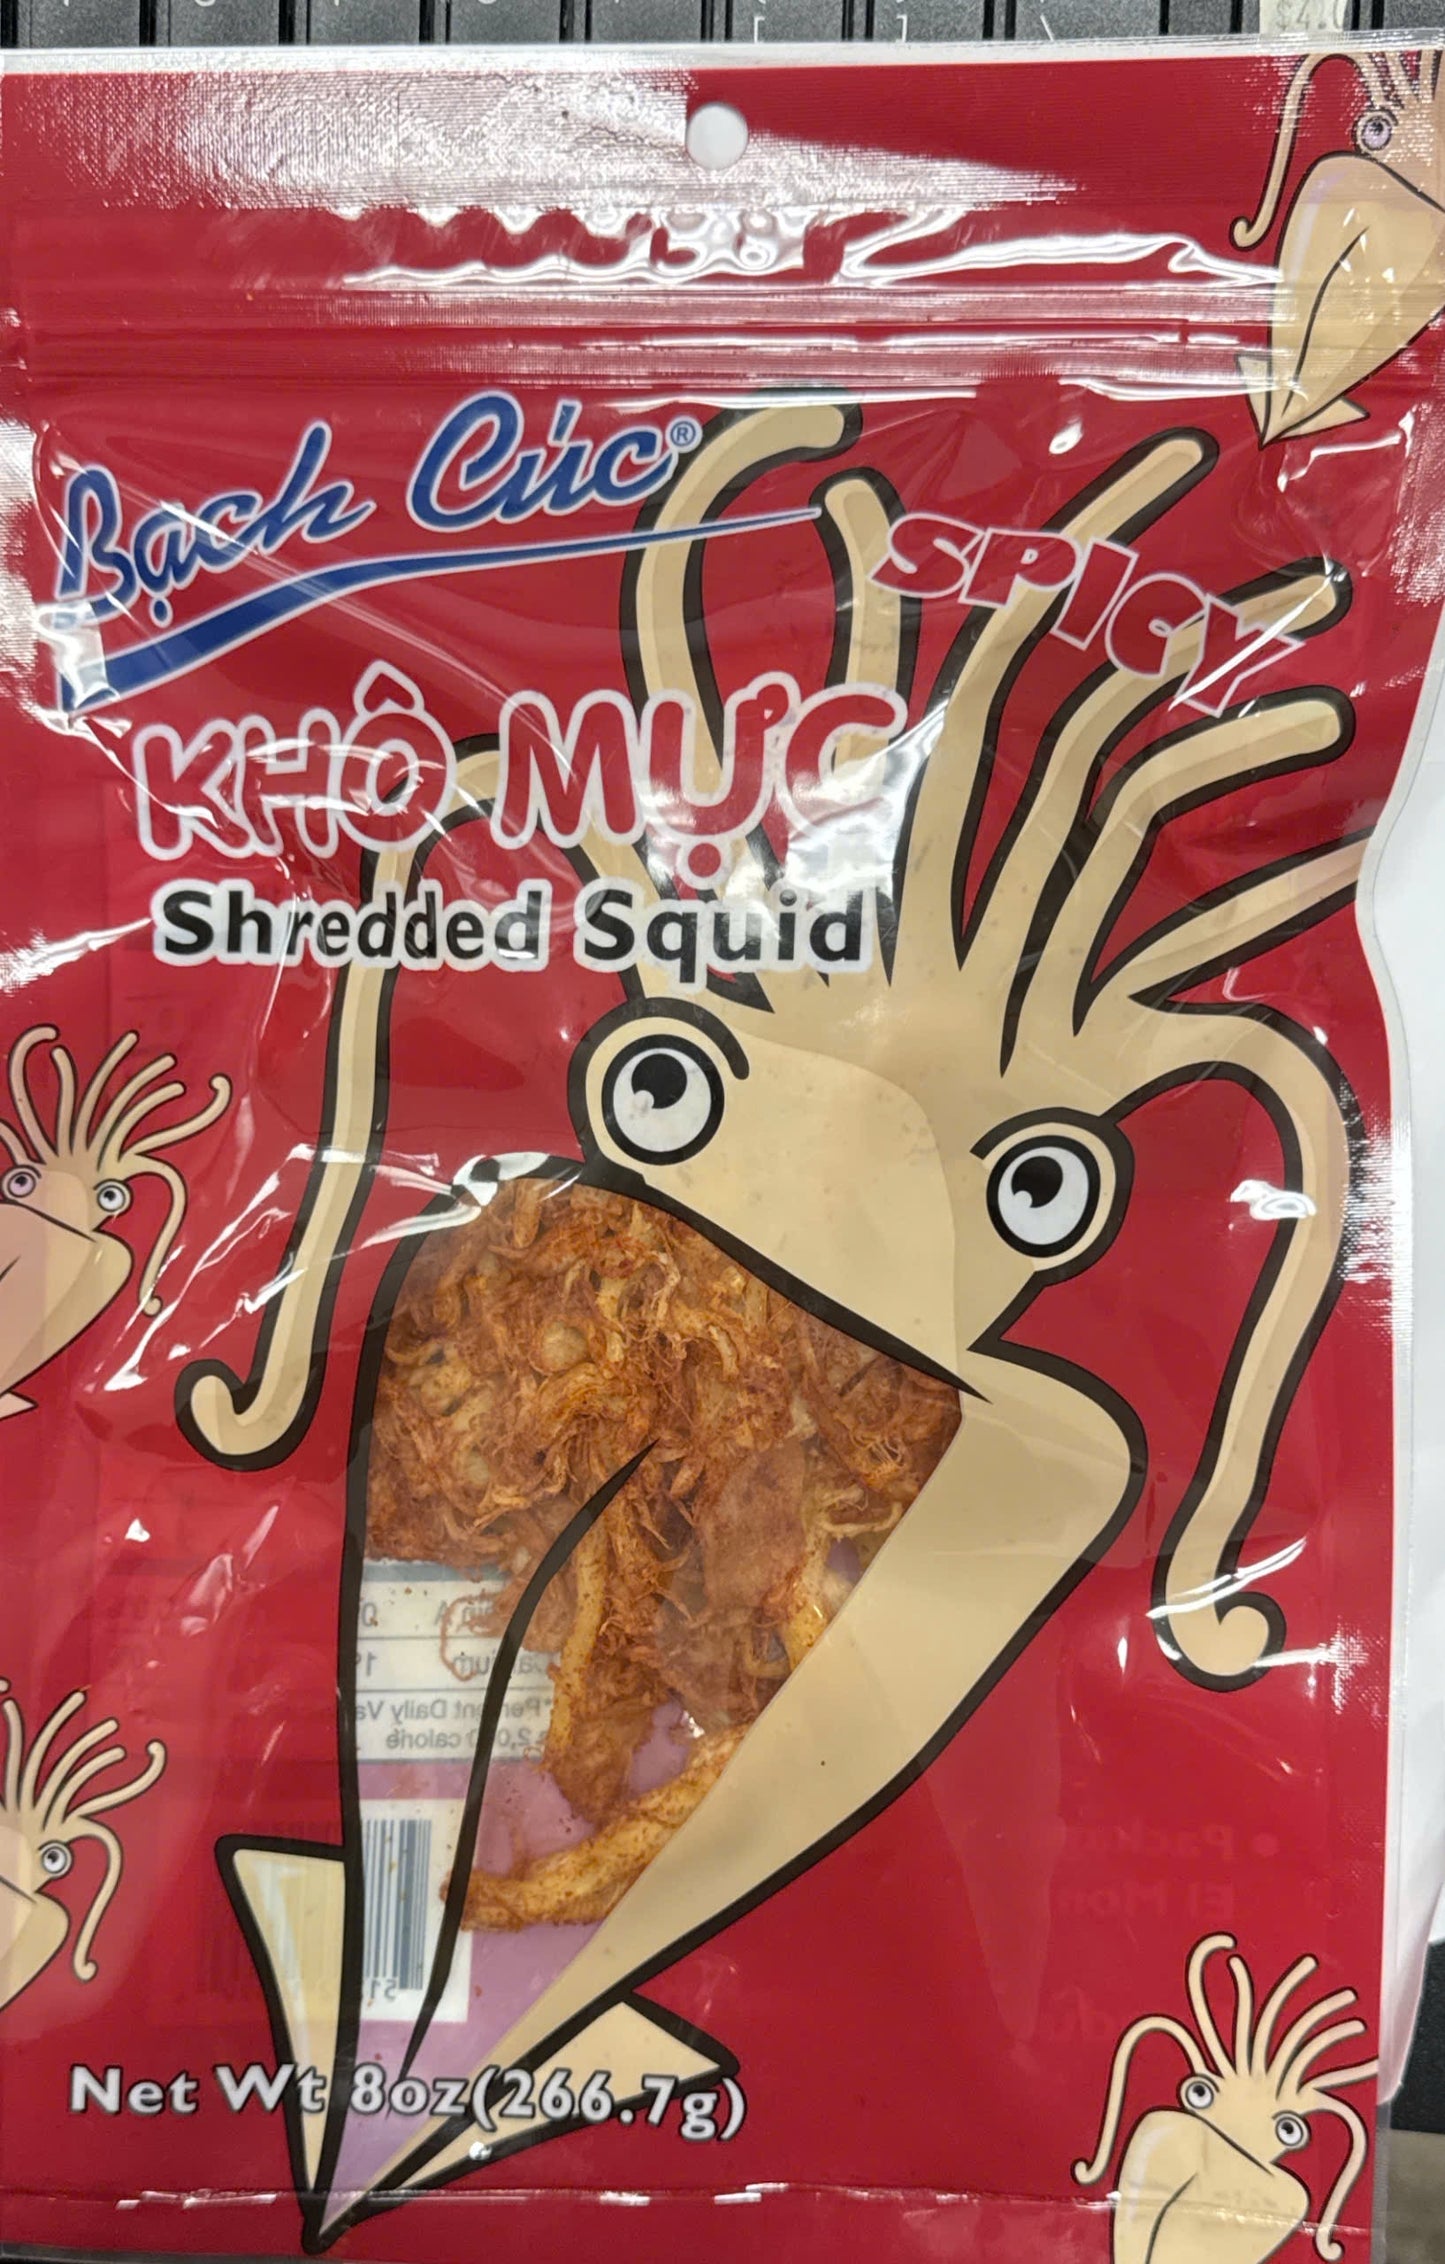 Bạch Cúc®
SPICY
KHÔ MỰC
Shredded Squid
Net Wt 8oz(266.7g)